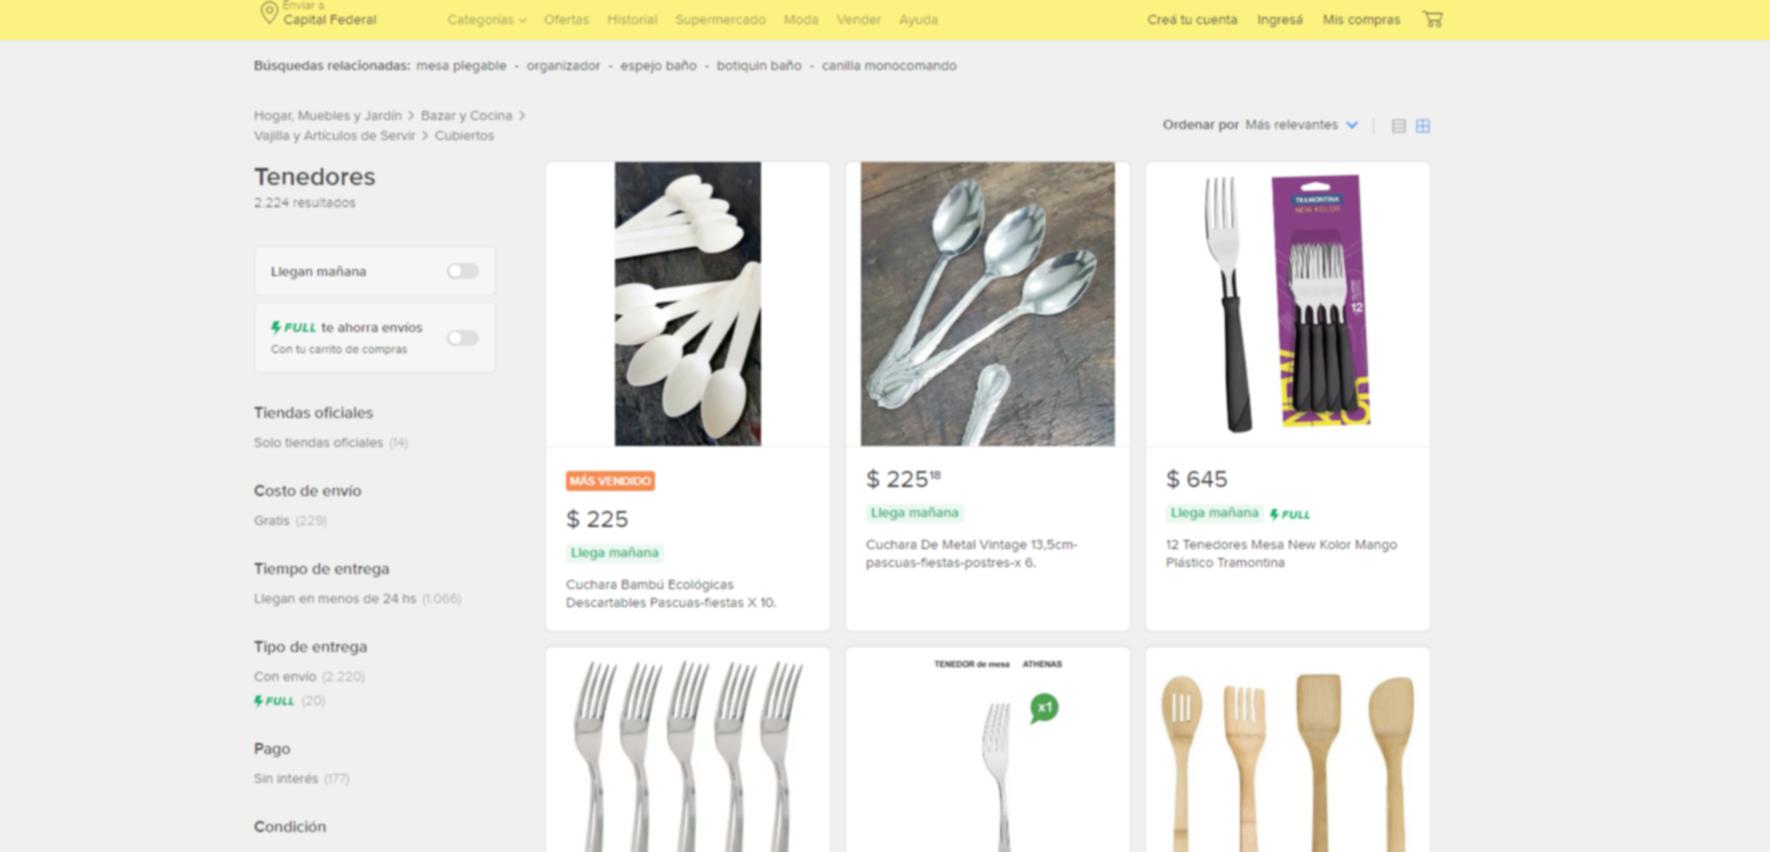 Enviar a
Capital Federal
Categorías Ofertas Historial Supermercado Moda Vender Ayuda
Creá tu cuenta Ingresá Mis compras
Búsquedas relacionadas: mesa plegable - organizador - espejo baño - botiquin baño - canilla monocomando
Hogar, Muebles y Jardín > Bazar y Cocina >
Vajilla y Artículos de Servir > Cubiertos
Ordenar por Más relevantes
Tenedores
2.224 resultados
Llegan mañana
FULL te ahorra envíos
Con tu carrito de compras
Tiendas oficiales
Solo tiendas oficiales (14)
Costo de envío
Gratis (229)
Tiempo de entrega
Llegan en menos de 24 hs (1.066)
Tipo de entrega
Con envío (2.220)
FULL (20)
Pago
Sin interés (177)
Condición
MÁS VENDIDO
$ 225
Llega mañana
Cuchara Bambú Ecológicas
Descartables Pascuas-fiestas X 10.
$ 225 18
Llega mañana
Cuchara De Metal Vintage 13,5cm-
pascuas-fiestas-postres-x 6.
TRAMONTINA
NEW KOLOR
12
$ 645
Llega mañana FULL
12 Tenedores Mesa New Kolor Mango
Plástico Tramontina
TENEDOR de mesa ATHENAS
x1